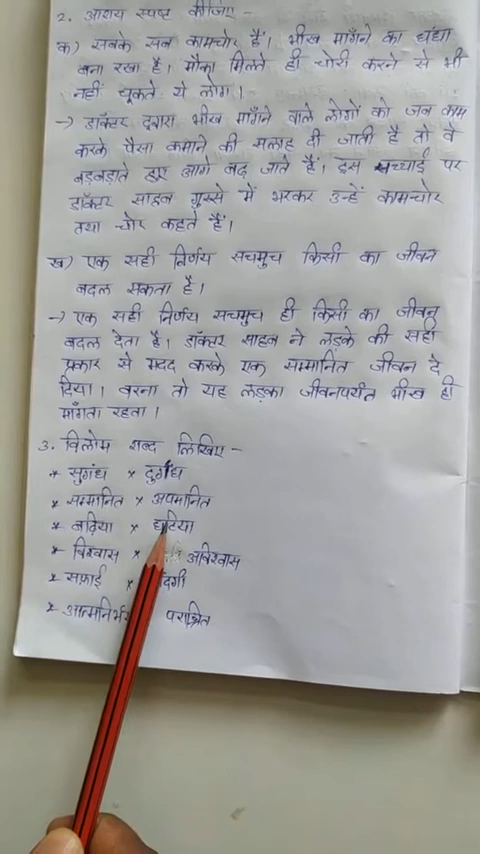 2. आशय स्पष्ट कीजिए -
क) सबके सब कामचोर हैं। भीख माँगने का धंधा
बना रखा है। मौका मिलते ही चोरी करने से भी
नहीं चूकते ये लोग।
→ डॉक्टर द्वारा भीख माँगने वाले लोगों को जब काम
करके पैसा कमाने की सलाह दी जाती है तो वे
बड़बड़ाते हुए आगे बढ़ जाते हैं। इस सच्चाई पर
डॉक्टर साहब गुस्से में भरकर उन्हें कामचोर
तथा चोर कहते हैं।
ख) एक सही निर्णय सचमुच किसी का जीवन
बदल सकता है।
→ एक सही निर्णय सचमुच ही किसी का जीवन
बदल देता है। डॉक्टर साहब ने लड़के की सही
प्रकार से मदद करके एक सम्मानित जीवन दे
दिया। वरना तो यह लड़का जीवनपर्यंत भीख ही
माँगता रहता।
3. विलोम शब्द लिखिए -
* सुगंध × दुर्गंध
* सम्मानित × अपमानित
* बढ़िया × घटिया
* विश्वास × अविश्वास
* सफ़ाई ×
* आत्मनिर्भर पराश्रित